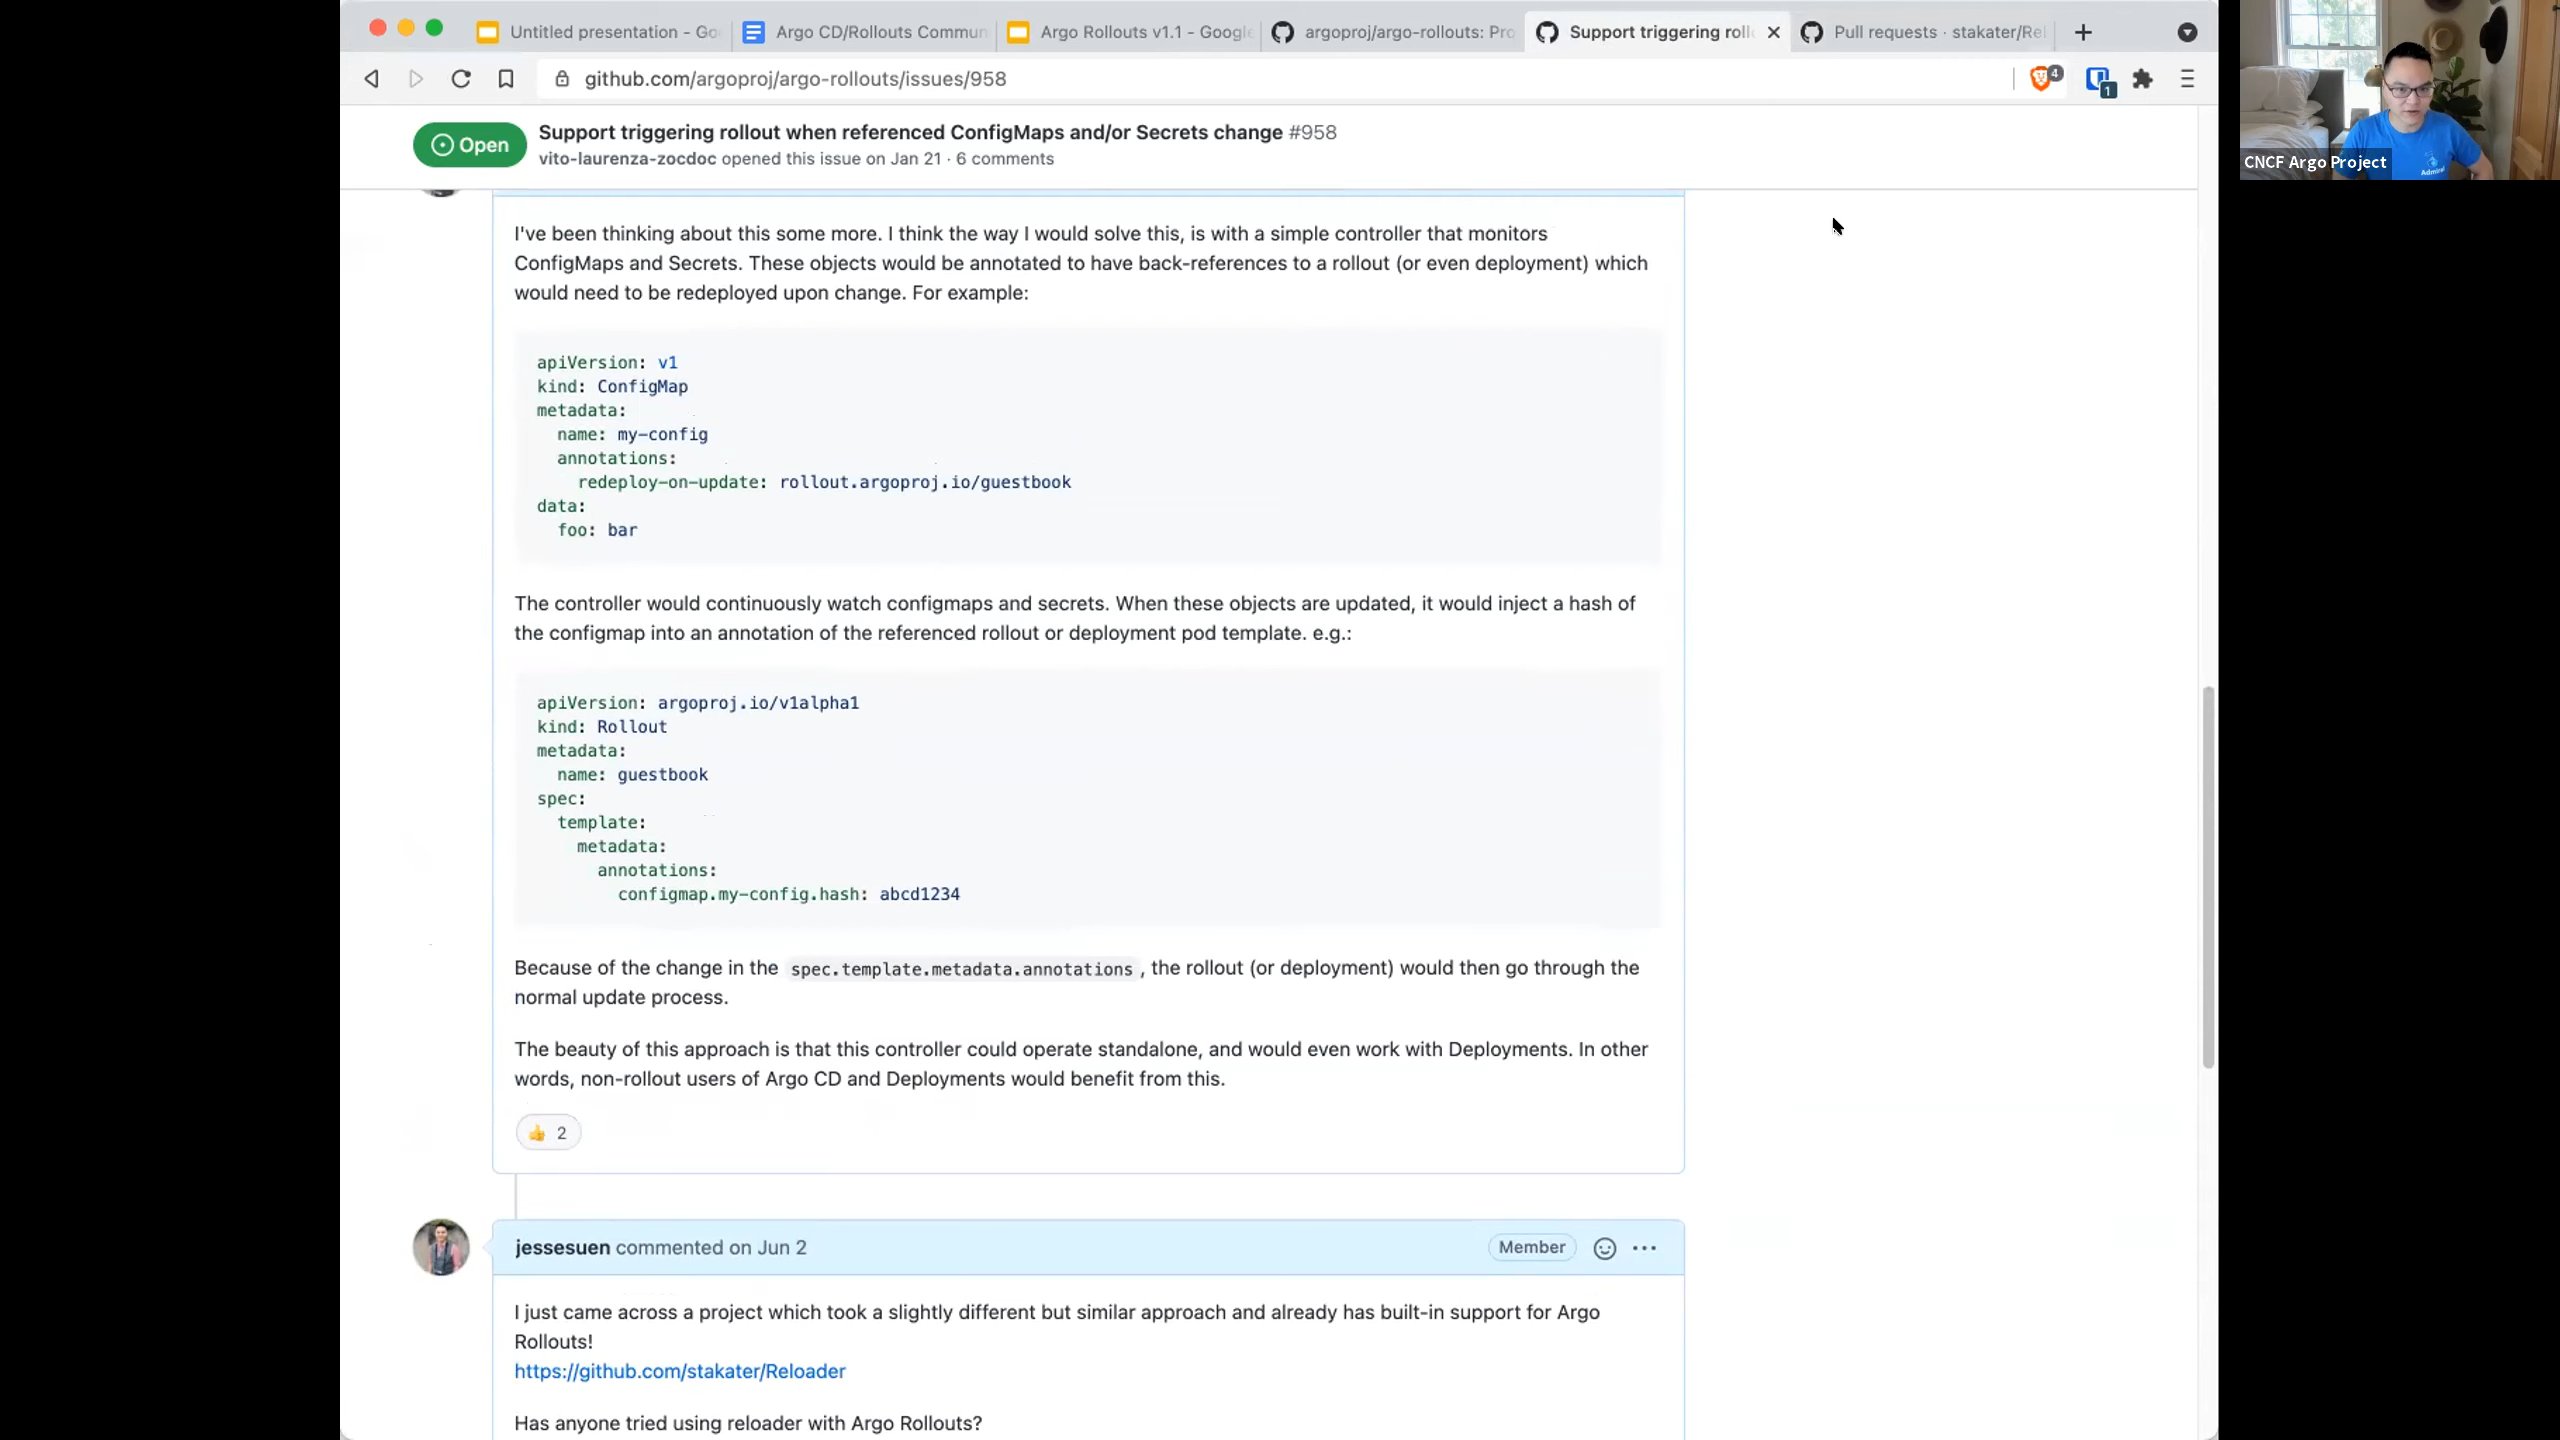 Untitled presentation - Go
Argo CD/Rollouts Commun
Argo Rollouts v1.1 - Google
argoproj/argo-rollouts: Pro
Support triggering roll
Pull requests · stakater/Rel
github.com/argoproj/argo-rollouts/issues/958
4
1
Open
Support triggering rollout when referenced ConfigMaps and/or Secrets change #958
vito-laurenza-zocdoc opened this issue on Jan 21 · 6 comments
I've been thinking about this some more. I think the way I would solve this, is with a simple controller that monitors
ConfigMaps and Secrets. These objects would be annotated to have back-references to a rollout (or even deployment) which
would need to be redeployed upon change. For example:
apiVersion: v1
kind: ConfigMap
metadata:
  name: my-config
  annotations:
    redeploy-on-update: rollout.argoproj.io/guestbook
data:
  foo: bar
The controller would continuously watch configmaps and secrets. When these objects are updated, it would inject a hash of
the configmap into an annotation of the referenced rollout or deployment pod template. e.g.:
apiVersion: argoproj.io/v1alpha1
kind: Rollout
metadata:
  name: guestbook
spec:
  template:
    metadata:
      annotations:
        configmap.my-config.hash: abcd1234
Because of the change in the spec.template.metadata.annotations , the rollout (or deployment) would then go through the
normal update process.
The beauty of this approach is that this controller could operate standalone, and would even work with Deployments. In other
words, non-rollout users of Argo CD and Deployments would benefit from this.
👍 2
jessesuen commented on Jun 2
Member
I just came across a project which took a slightly different but similar approach and already has built-in support for Argo
Rollouts!
https://github.com/stakater/Reloader
Has anyone tried using reloader with Argo Rollouts?
CNCF Argo Project